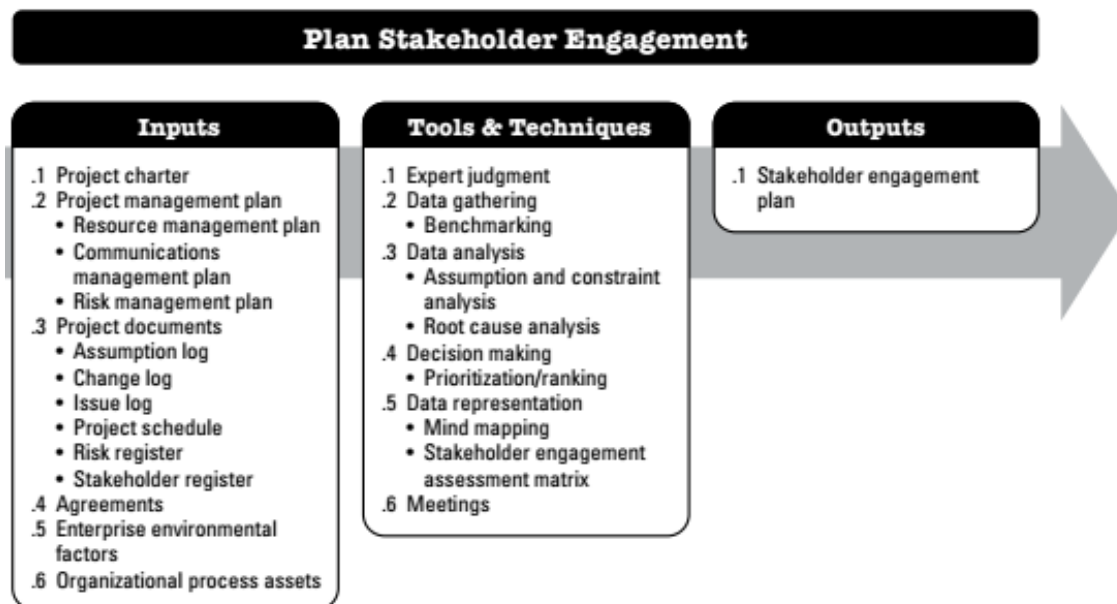 Plan Stakeholder Engagement
Inputs
.1 Project charter
.2 Project management plan
• Resource management plan
• Communications
management plan
• Risk management plan
.3 Project documents
• Assumption log
• Change log
• Issue log
• Project schedule
• Risk register
• Stakeholder register
.4 Agreements
.5 Enterprise environmental
factors
.6 Organizational process assets
Tools & Techniques
.1 Expert judgment
.2 Data gathering
• Benchmarking
.3 Data analysis
• Assumption and constraint
analysis
• Root cause analysis
.4 Decision making
• Prioritization/ranking
.5 Data representation
• Mind mapping
• Stakeholder engagement
assessment matrix
.6 Meetings
Outputs
.1 Stakeholder engagement
plan